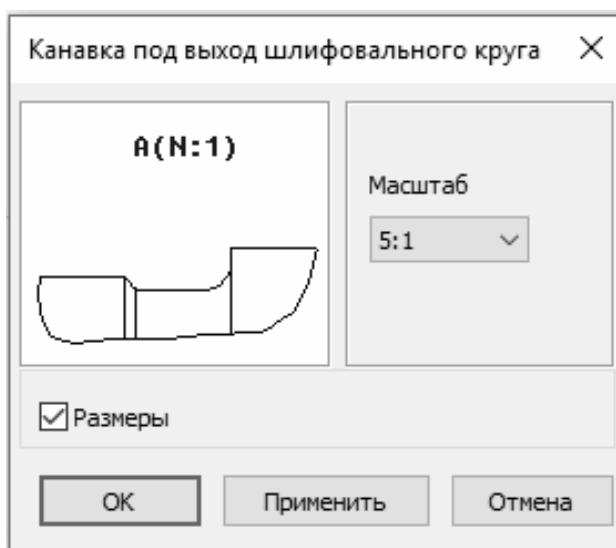 Канавка под выход шлифовального круга
A(N:1)
Масштаб
5:1
Размеры
OK
Применить
Отмена